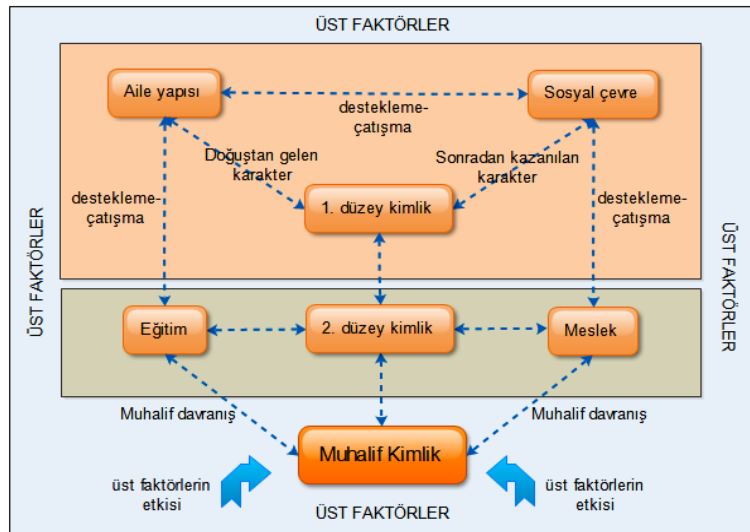 ÜST FAKTÖRLER
Aile yapısı
Sosyal çevre
destekleme-
çatışma
Doğuştan gelen
karakter
Sonradan kazanılan
karakter
destekleme-
çatışma
1. düzey kimlik
destekleme-
çatışma
ÜST FAKTÖRLER
ÜST FAKTÖRLER
Eğitim
2. düzey kimlik
Meslek
Muhalif davranış
Muhalif davranış
Muhalif Kimlik
üst faktörlerin
etkisi
üst faktörlerin
etkisi
ÜST FAKTÖRLER